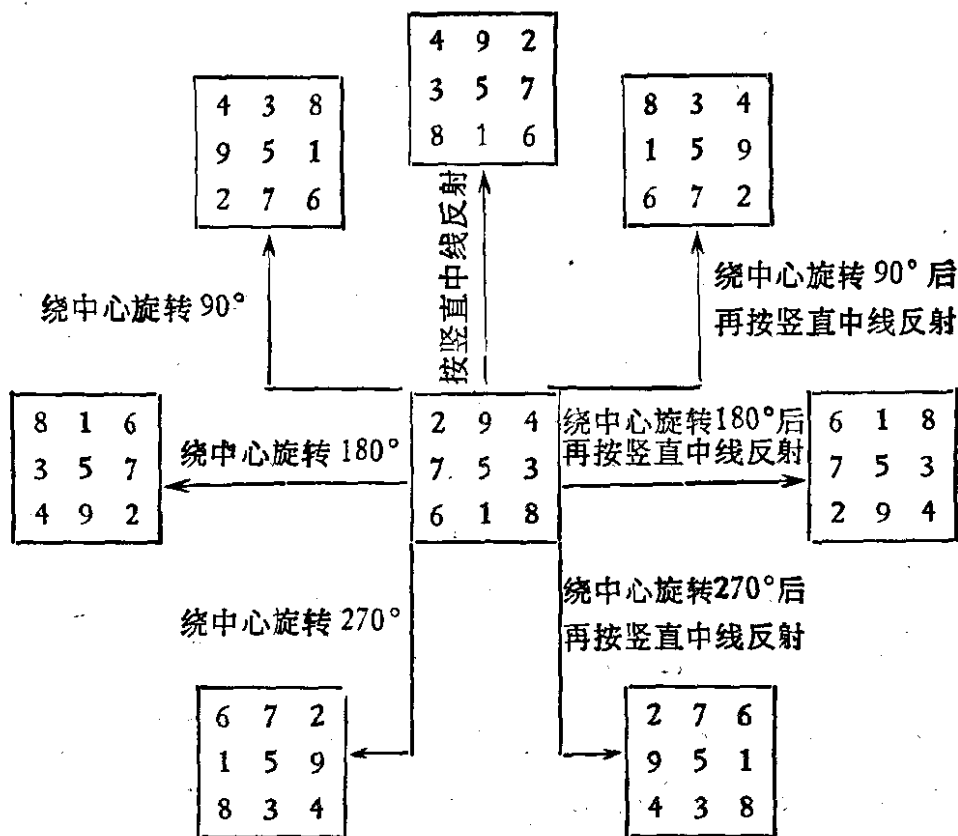 4 9 2
3 5 7
8 1 6
4 3 8
9 5 1
2 7 6
8 3 4
1 5 9
6 7 2
绕中心旋转 90°
按竖直中线反射
绕中心旋转 90° 后
再按竖直中线反射
8 1 6
3 5 7
4 9 2
绕中心旋转 180°
2 9 4
7 5 3
6 1 8
绕中心旋转180°后
再按竖直中线反射
6 1 8
7 5 3
2 9 4
绕中心旋转 270°
绕中心旋转270°后
再按竖直中线反射
6 7 2
1 5 9
8 3 4
2 7 6
9 5 1
4 3 8